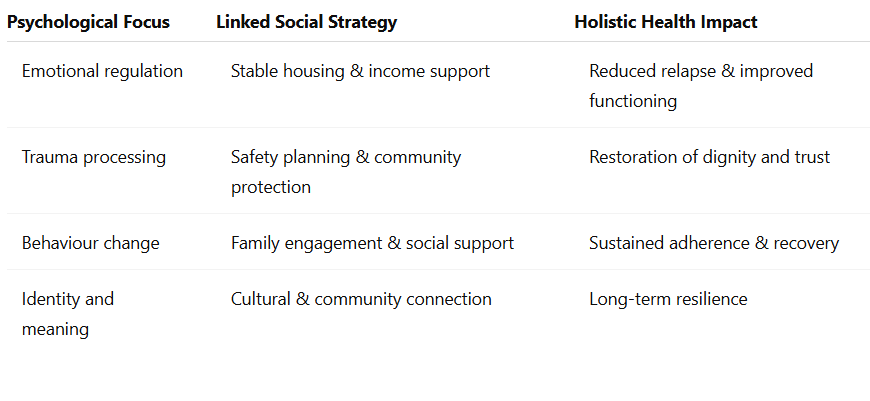 Psychological Focus Linked Social Strategy Holistic Health Impact
Emotional regulation Stable housing & income support Reduced relapse & improved
functioning
Trauma processing Safety planning & community Restoration of dignity and trust
protection
Behaviour change Family engagement & social support Sustained adherence & recovery
Identity and Cultural & community connection Long-term resilience
meaning